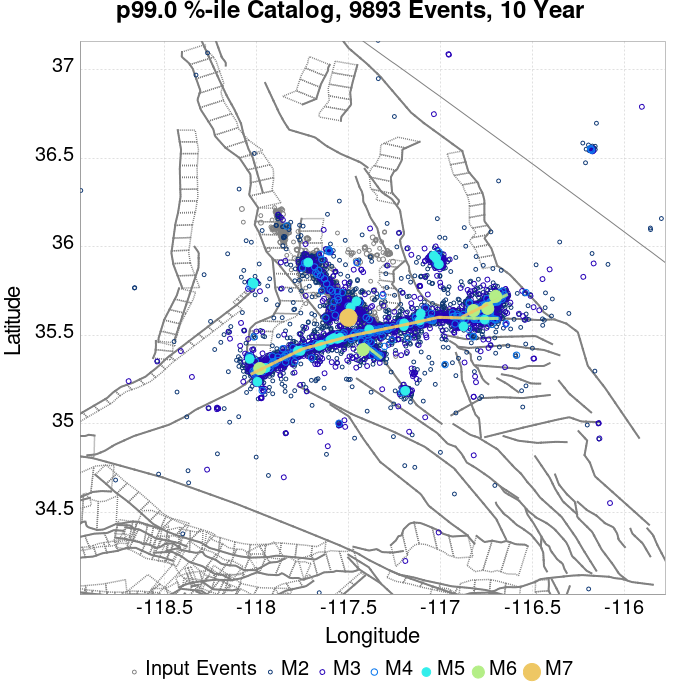 p99.0 %-ile Catalog, 9893 Events, 10 Year
37
36.5
36
35.5
35
34.5
Latitude
-118.5 -118 -117.5 -117 -116.5 -116
Longitude
Input Events M2 M3 M4 M5 M6 M7